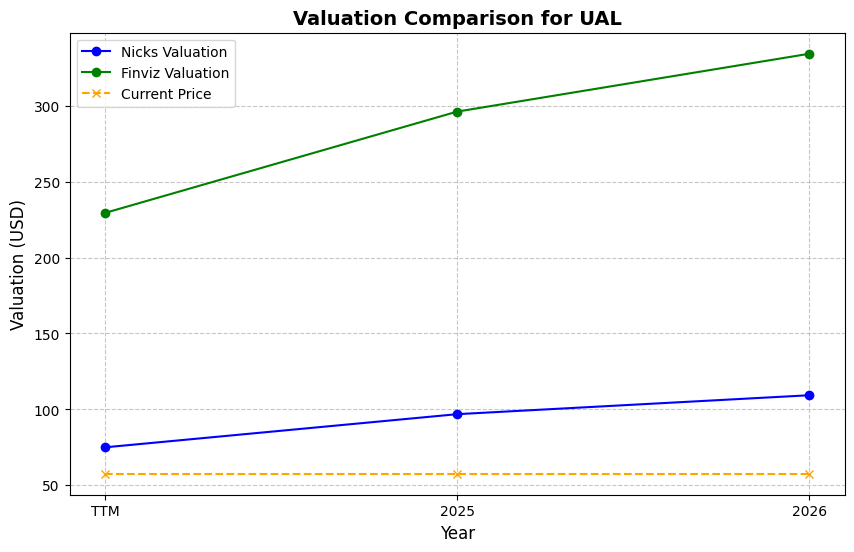 Valuation Comparison for UAL
Nicks Valuation
Finviz Valuation
Current Price
Valuation (USD)
300
250
200
150
100
50
TTM
2025
2026
Year